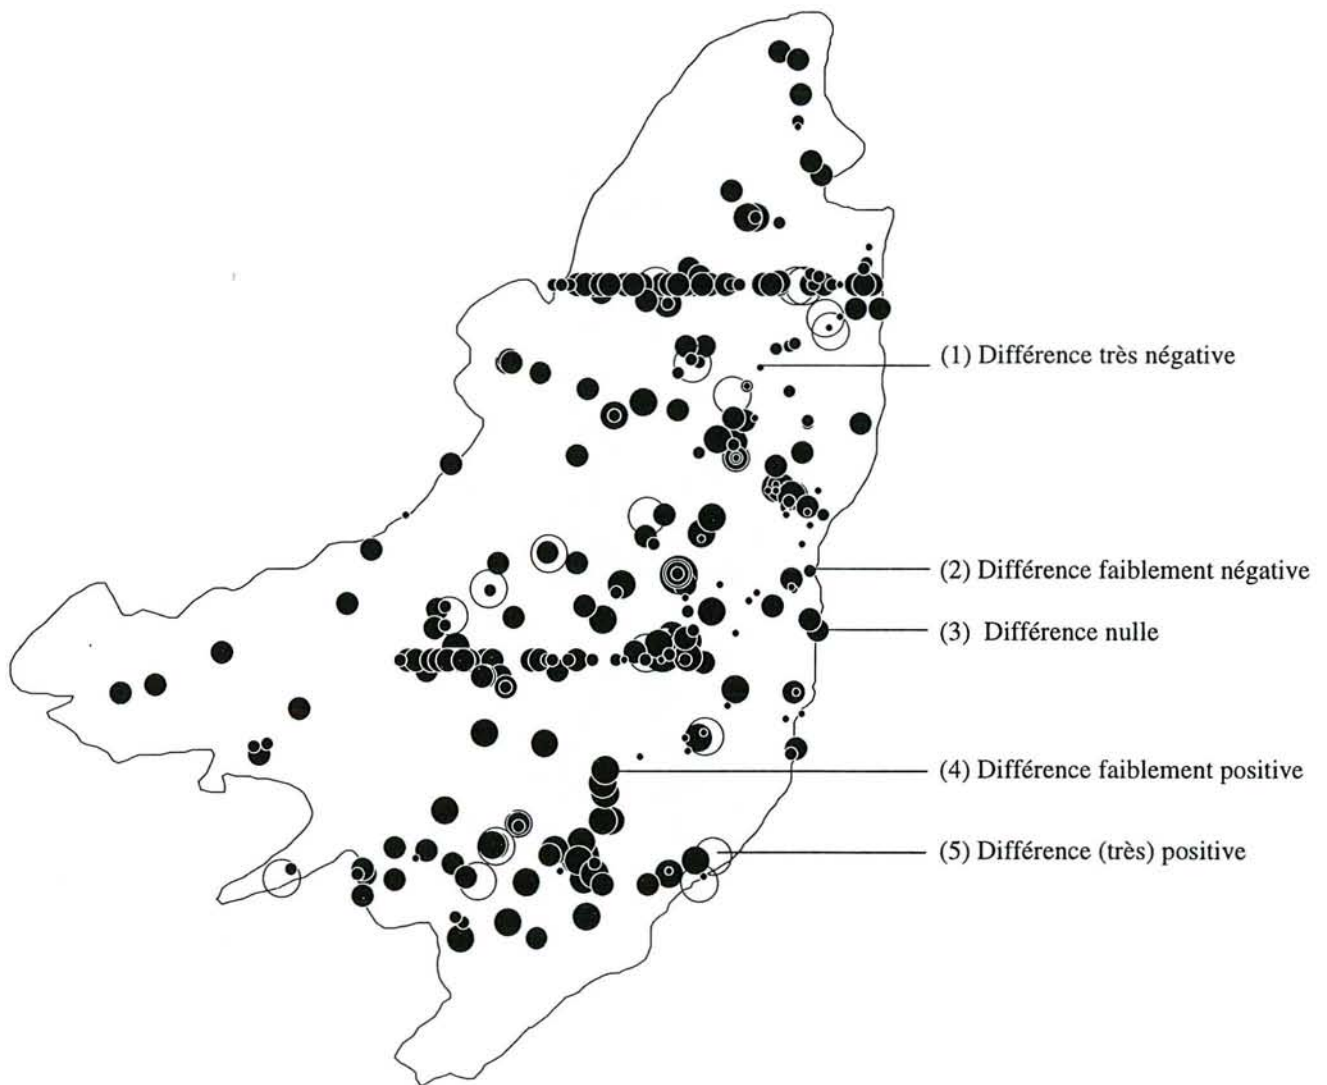 (1) Différence très négative
(2) Différence faiblement négative
(3) Différence nulle
(4) Différence faiblement positive
(5) Différence (très) positive